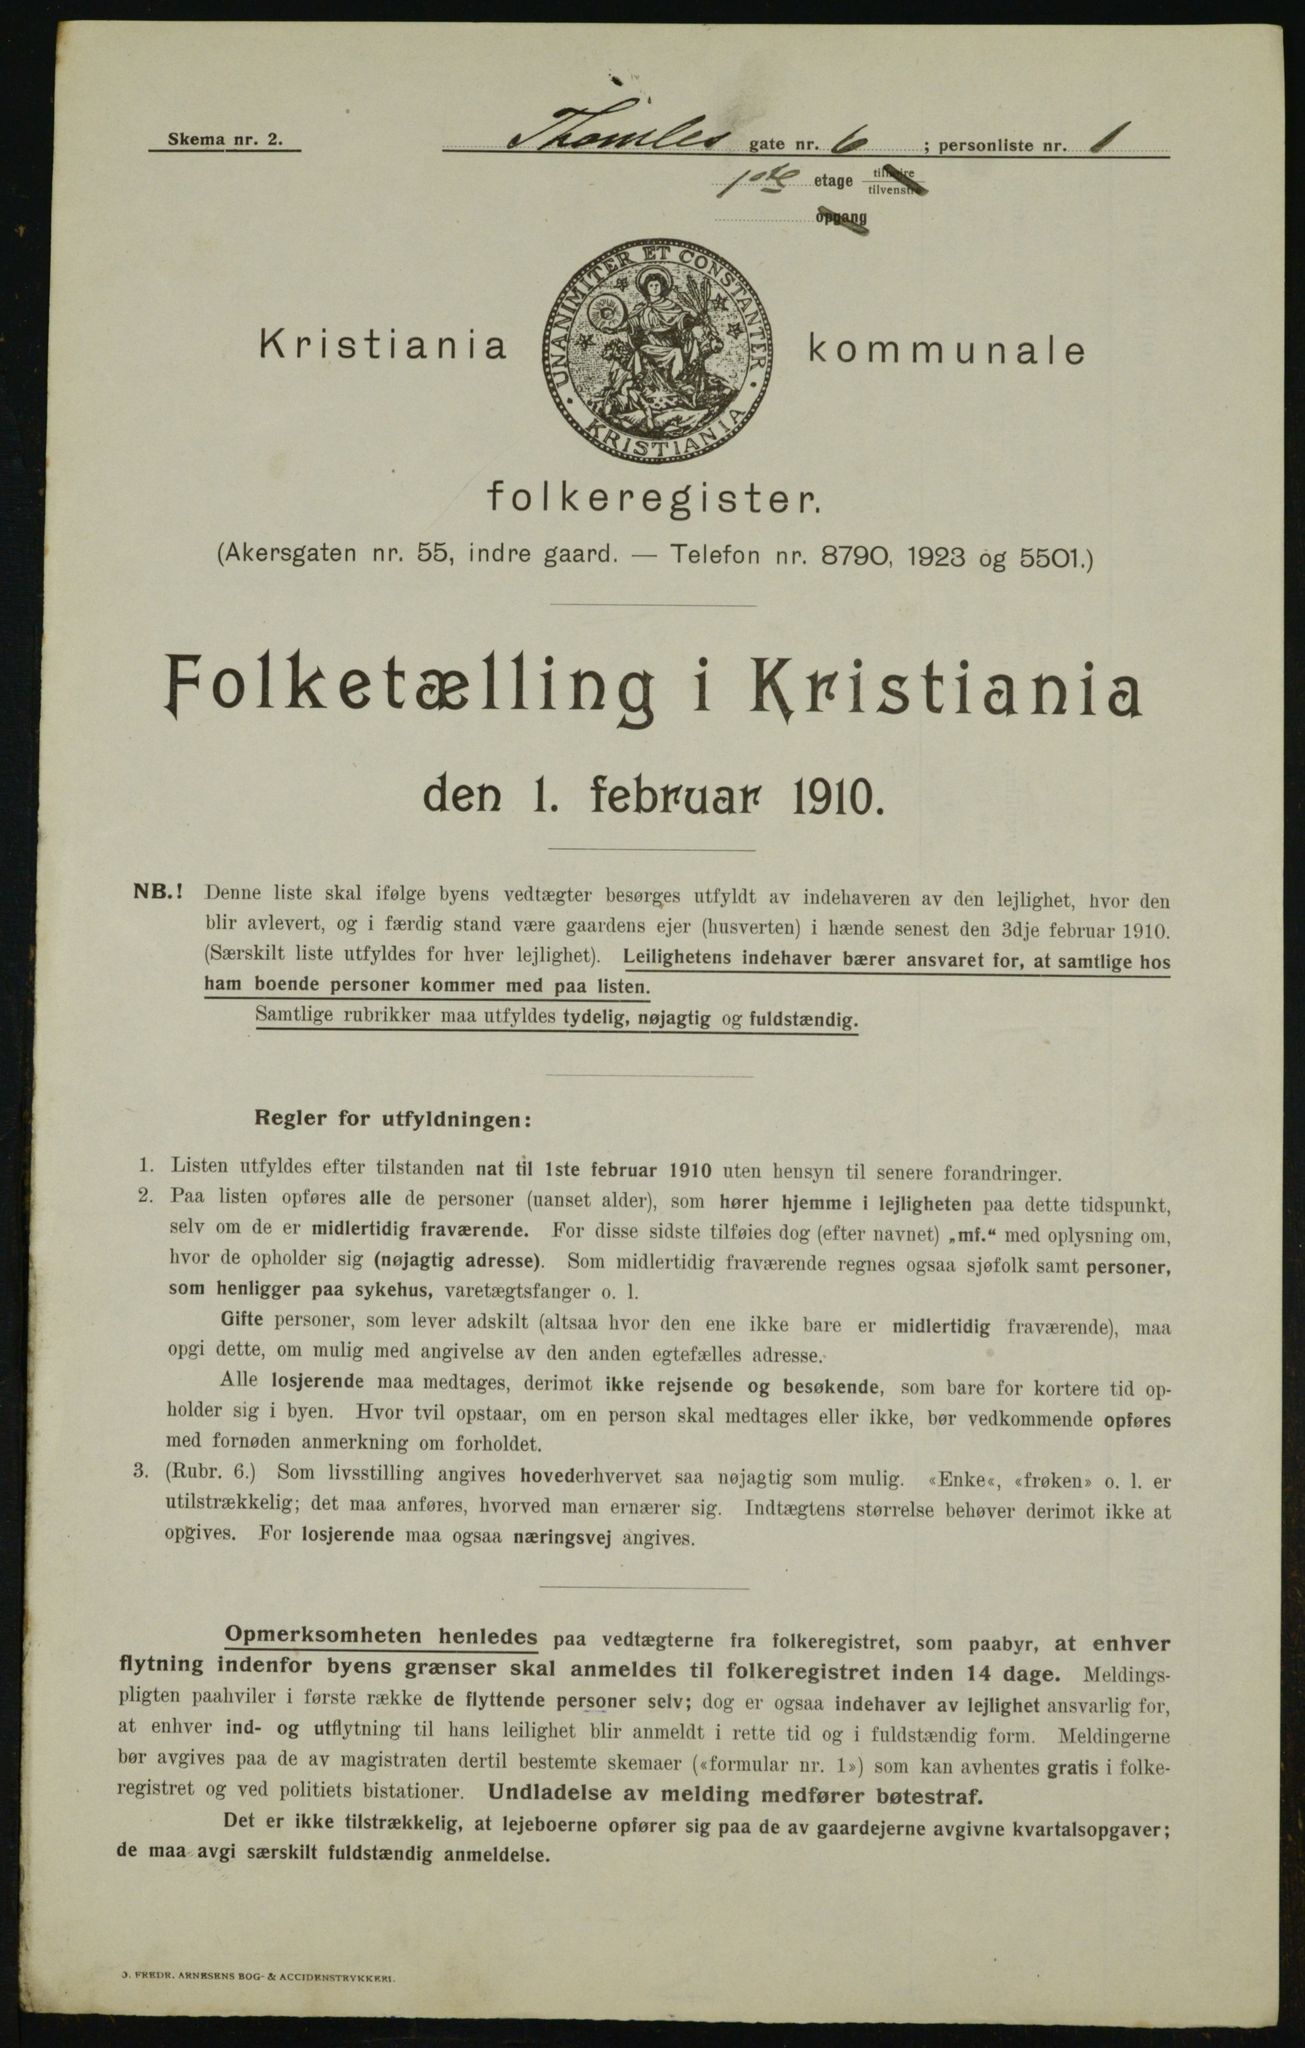 Skema nr. 2. Thomles gate nr. 6 ; personliste nr. 1
1ste etage tilhøire
tilvenstre
opgang
UNANIMITER ET CONSTANTER
KRISTIANIA
Kristiania kommunale
folkeregister.
(Akersgaten nr. 55, indre gaard. — Telefon nr. 8790, 1923 og 5501.)
Folketælling i Kristiania
den 1. februar 1910.
NB.! Denne liste skal ifølge byens vedtægter besørges utfyldt av indehaveren av den lejlighet, hvor den
blir avlevert, og i færdig stand være gaardens ejer (husverten) i hænde senest den 3dje februar 1910.
(Særskilt liste utfyldes for hver lejlighet). Leilighetens indehaver bærer ansvaret for, at samtlige hos
ham boende personer kommer med paa listen.
Samtlige rubrikker maa utfyldes tydelig, nøjagtig og fuldstændig.
Regler for utfyldningen:
1. Listen utfyldes efter tilstanden nat til 1ste februar 1910 uten hensyn til senere forandringer.
2. Paa listen opføres alle de personer (uanset alder), som hører hjemme i lejligheten paa dette tidspunkt,
selv om de er midlertidig fraværende. For disse sidste tilføies dog (efter navnet) „mf.“ med oplysning om,
hvor de opholder sig (nøjagtig adresse). Som midlertidig fraværende regnes ogsaa sjøfolk samt personer,
som henligger paa sykehus, varetægtsfanger o. l.
Gifte personer, som lever adskilt (altsaa hvor den ene ikke bare er midlertidig fraværende), maa
opgi dette, om mulig med angivelse av den anden egtefælles adresse.
Alle losjerende maa medtages, derimot ikke rejsende og besøkende, som bare for kortere tid op-
holder sig i byen. Hvor tvil opstaar, om en person skal medtages eller ikke, bør vedkommende opføres
med fornøden anmerkning om forholdet.
3. (Rubr. 6.) Som livsstilling angives hovederhvervet saa nøjagtig som mulig. «Enke«, «frøken» o. l. er
utilstrækkelig; det maa anføres, hvorved man ernærer sig. Indtægtens størrelse behøver derimot ikke at
opgives. For losjerende maa ogsaa næringsvej angives.
Opmerksomheten henledes paa vedtægterne fra folkeregistret, som paabyr, at enhver
flytning indenfor byens grænser skal anmeldes til folkeregistret inden 14 dage. Meldings-
pligten paahviler i første række de flyttende personer selv; dog er ogsaa indehaver av lejlighet ansvarlig for,
at enhver ind- og utflytning til hans leilighet blir anmeldt i rette tid og i fuldstændig form. Meldingerne
bør avgives paa de av magistraten dertil bestemte skemaer («formular nr. 1») som kan avhentes gratis i folke-
registret og ved politiets bistationer. Undladelse av melding medfører bøtestraf.
Det er ikke tilstrækkelig, at lejeboerne opfører sig paa de av gaardejerne avgivne kvartalsopgaver;
de maa avgi særskilt fuldstændig anmeldelse.
O. FREDR. ARNESENS BOG- & ACCIDENSTRYKKERI.